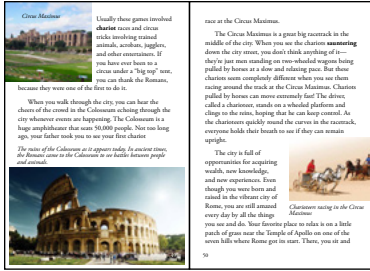 Circus Maximus
Usually these games involved
chariot races and circus
tricks involving trained
animals, acrobats, jugglers,
and other entertainers. If
you have ever been to a
circus under a “big top” tent,
you can thank the Romans,
because they were one of the first to do it.
When you walk through the city, you can hear the
cheers of the crowd in the Colosseum echoing through the
city whenever events are happening. The Colosseum is a
huge amphitheater that seats 50,000 people. Not too long
ago, your father took you to see your first chariot
The ruins of the Colosseum as it appears today. In ancient times,
the Romans came to the Colosseum to see battles between people
and animals.
race at the Circus Maximus.
The Circus Maximus is a great big racetrack in the
middle of the city. When you see the chariots sauntering
down the city street, you don’t think anything of it—
they’re just men standing on two-wheeled wagons being
pulled by horses at a slow and relaxing pace. But these
chariots seem completely different when you see them
racing around the track at the Circus Maximus. Chariots
pulled by horses can move extremely fast! The driver,
called a charioteer, stands on a wheeled platform and
clings to the reins, hoping that he can keep control. As
the charioteers quickly round the curves in the racetrack,
everyone holds their breath to see if they can remain
upright.
The city is full of
opportunities for acquiring
wealth, new knowledge,
and new experiences. Even
though you were born and
raised in the vibrant city of
Rome, you are still amazed
every day by all the things
Charioteers racing in the Circus
Maximus
you see and do. Your favorite place to relax is on a little
patch of grass near the Temple of Apollo on one of the
seven hills where Rome got its start. There, you sit and
50